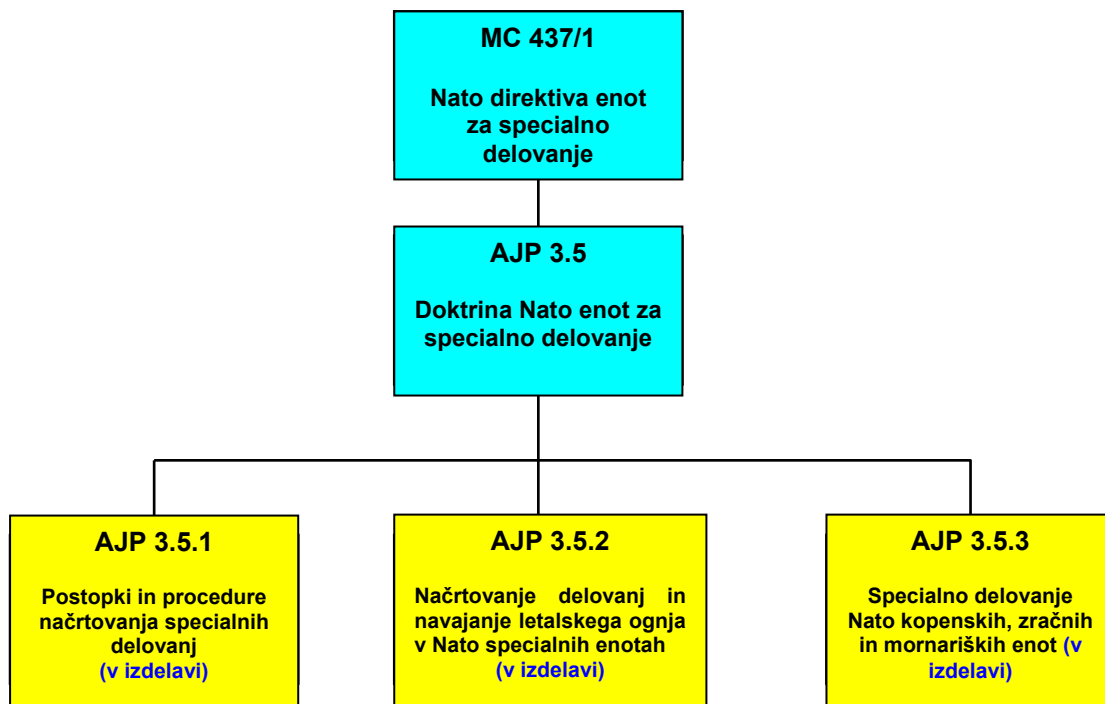 MC 437/1
Nato direktiva enot
za specialno
delovanje
AJP 3.5
Doktrina Nato enot za
specialno delovanje
AJP 3.5.1
Postopki in procedure
načrtovanja specialnih
delovanj
(v izdelavi)
AJP 3.5.2
Načrtovanje delovanj in
navajanje letalskega ognja
v Nato specialnih enotah
(v izdelavi)
AJP 3.5.3
Specialno delovanje
Nato kopenskih, zračnih
in mornariških enot (v
izdelavi)